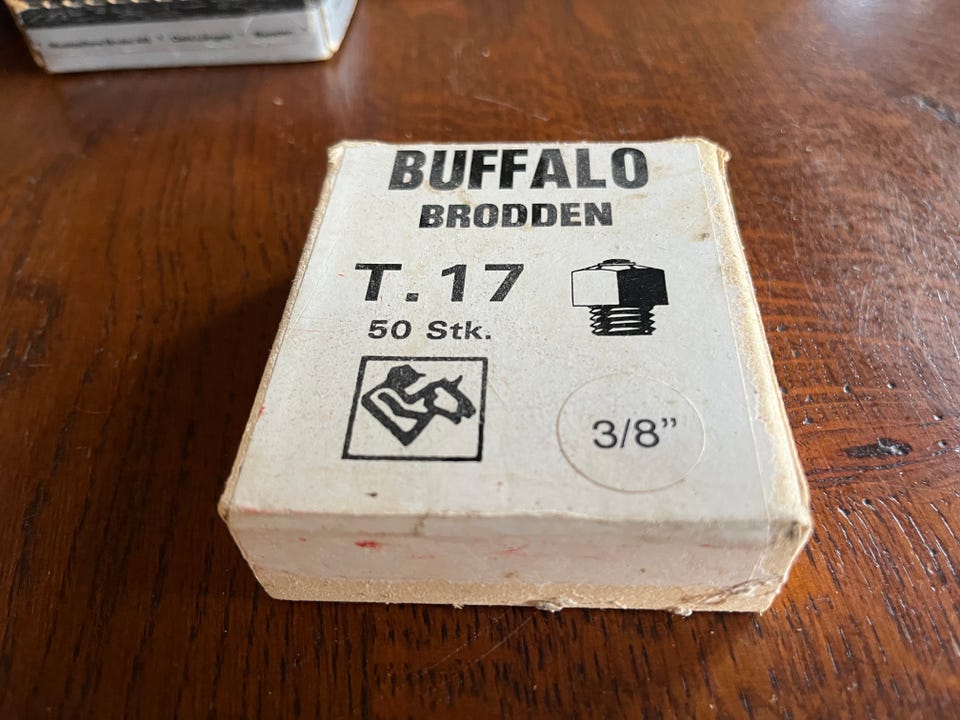 BUFFALO
BRODDEN
T. 17
50 Stk.
3/8”